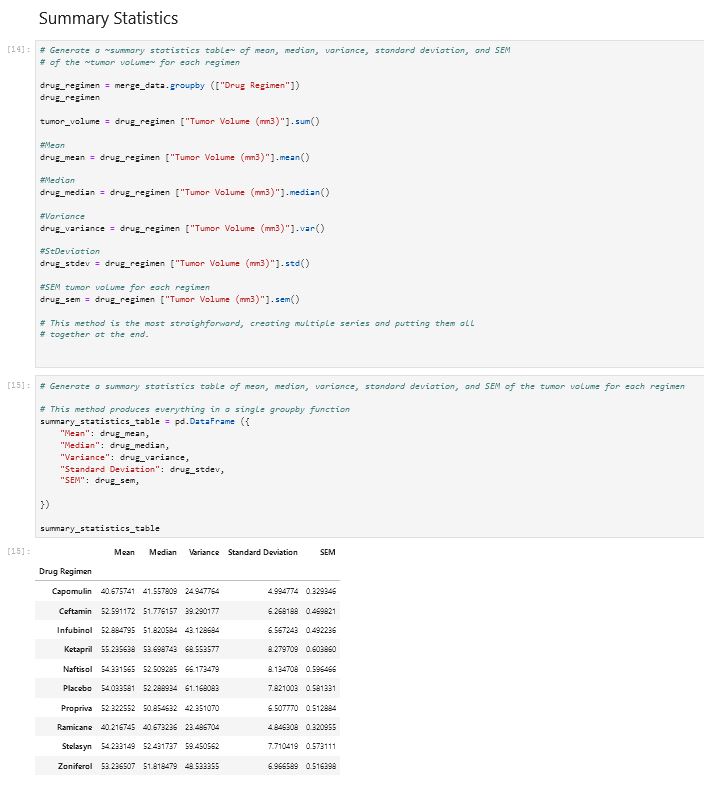 Summary Statistics
[14]: # Generate a ~summary statistics table~ of mean, median, variance, standard deviation, and SEM
# of the ~tumor volume~ for each regimen
drug_regimen = merge_data.groupby (["Drug Regimen"])
drug_regimen
tumor_volume = drug_regimen ["Tumor Volume (mm3)"].sum()
#Mean
drug_mean = drug_regimen ["Tumor Volume (mm3)"].mean()
#Median
drug_median = drug_regimen ["Tumor Volume (mm3)"].median()
#Variance
drug_variance = drug_regimen ["Tumor Volume (mm3)"].var()
#StDeviation
drug_stdev = drug_regimen ["Tumor Volume (mm3)"].std()
#SEM tumor volume for each regimen
drug_sem = drug_regimen ["Tumor Volume (mm3)"].sem()
# This method is the most straighforward, creating multiple series and putting them all
# together at the end.
[15]: # Generate a summary statistics table of mean, median, variance, standard deviation, and SEM of the tumor volume for each regimen
# This method produces everything in a single groupby function
summary_statistics_table = pd.DataFrame ({
"Mean": drug_mean,
"Median": drug_median,
"Variance": drug_variance,
"Standard Deviation": drug_stdev,
"SEM": drug_sem,
})
summary_statistics_table
[15]: Mean Median Variance Standard Deviation SEM
Drug Regimen
Capomulin 40.675741 41.557809 24.947764 4.994774 0.329346
Ceftamin 52.591172 51.776157 39.290177 6.268188 0.469821
Infubinol 52.884795 51.820584 43.128684 6.567243 0.492236
Ketapril 55.235638 53.698743 68.553577 8.279709 0.603860
Naftisol 54.331565 52.509285 66.173479 8.134708 0.596466
Placebo 54.033581 52.288934 61.168083 7.821003 0.581331
Propriva 52.322552 50.854632 42.351070 6.507770 0.512884
Ramicane 40.216745 40.673236 23.486704 4.846308 0.320955
Stelasyn 54.233149 52.431737 59.450562 7.710419 0.573111
Zoniferol 53.236507 51.818479 48.533355 6.966589 0.516398